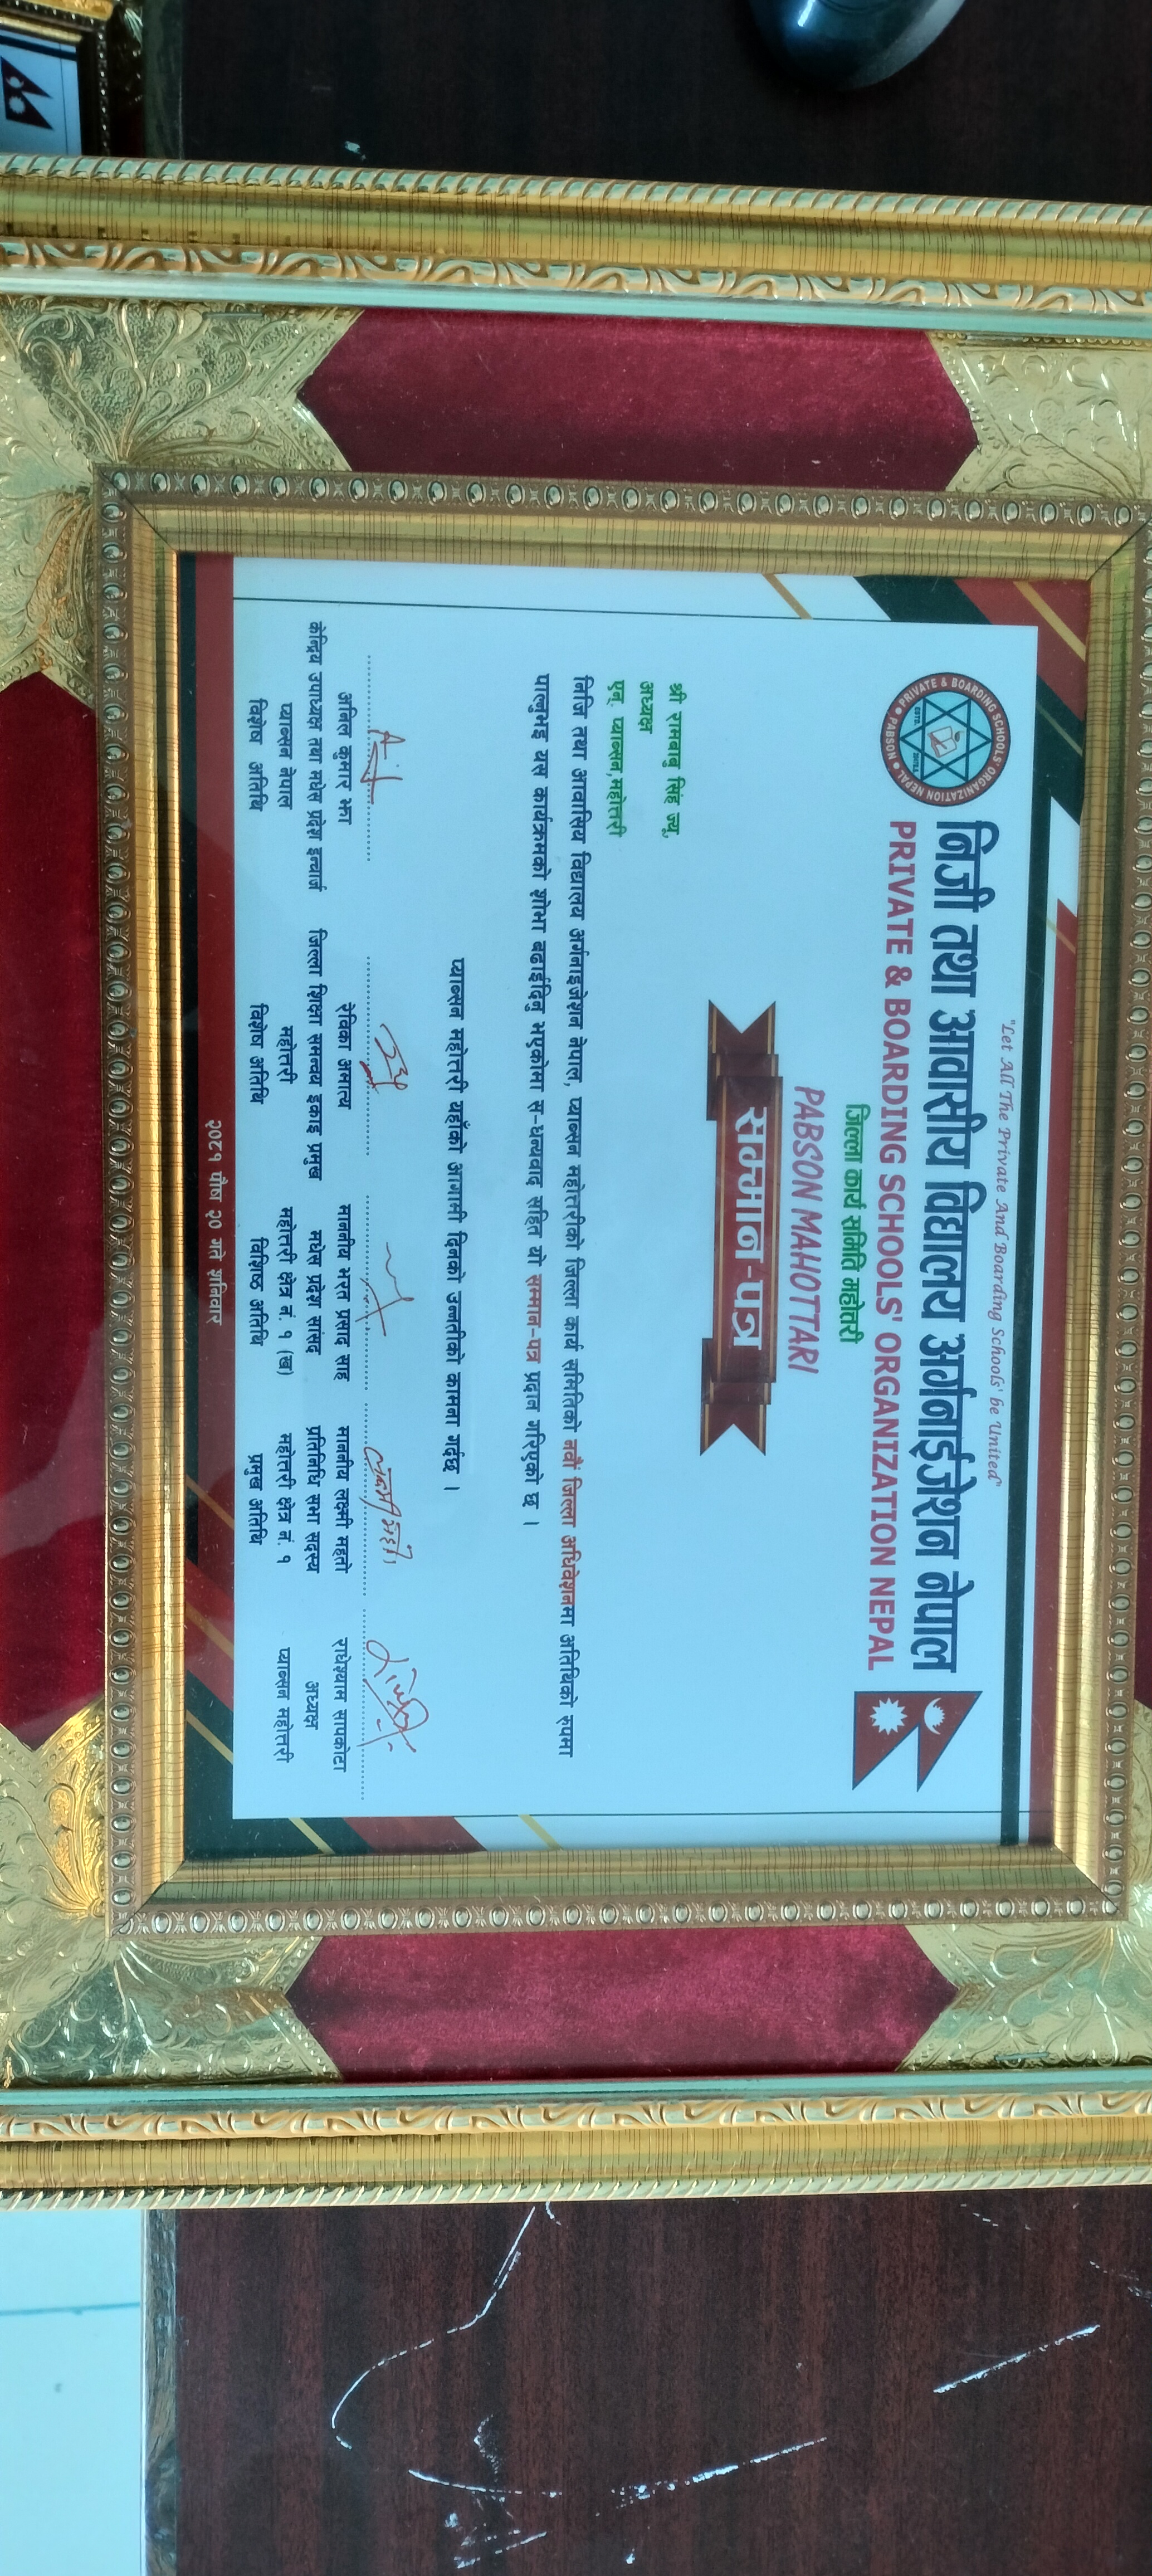 "Let All The Private And Boarding Schools' be United"
निजी तथा आवासीय विद्यालय अर्गनाईजेशन नेपाल
PRIVATE & BOARDING SCHOOLS' ORGANIZATION NEPAL
PRIVATE & BOARDING SCHOOLS' ORGANIZATION NEPAL
PABSON
ESTD.
जिल्ला कार्य समिति महोत्तरी
PABSON MAHOTTARI
सम्मान-पत्र
श्री रामबाबु सिंह ज्यू,
अध्यक्ष
एन. प्याब्सन,महोत्तरी
निजि तथा आवासिय विद्यालय अर्गनाइजेशन नेपाल, प्याब्सन महोत्तरीको जिल्ला कार्य समितिको नवौं जिल्ला अधिवेशनमा अतिथिको रुपमा
पाल्नुभइ यस कार्यक्रमको शोभा बढाईदिनु भएकोमा स-धन्यवाद सहित यो सम्मान-पत्र प्रदान गरिएको छ ।
प्याब्सन महोत्तरी यहाँको आगामी दिनको उन्नतीको कामना गर्दछ ।
अनिल कुमार झा
केन्द्रिय उपाध्यक्ष तथा मधेस प्रदेश इन्चार्ज
प्याब्सन नेपाल
विशेष अतिथि
रेविका अमात्य
जिल्ला शिक्षा समन्वय इकाइ प्रमुख
महोत्तरी
विशेष अतिथि
माननीय भरत प्रसाद साह
मधेस प्रदेश सांसद
महोत्तरी क्षेत्र नं. १ (ख)
विशिष्ठ अतिथि
माननीय लक्ष्मी महतो
प्रतिनिधि सभा सदस्य
महोत्तरी क्षेत्र नं. १
प्रमुख अतिथि
राधेश्याम सापकोटा
अध्यक्ष
प्याब्सन महोत्तरी
२०८१ पौष २० गते शनिवार